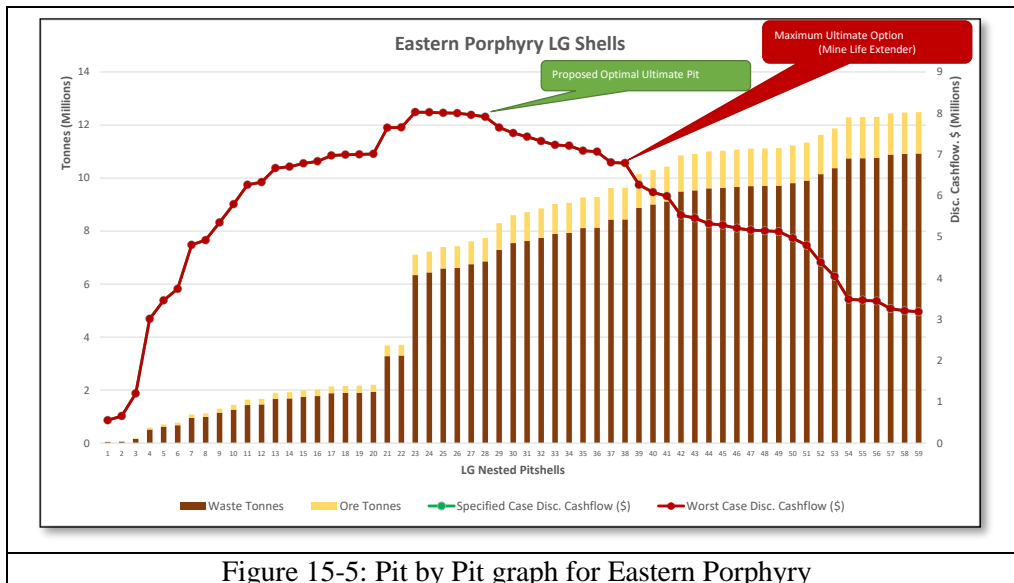 Eastern Porphyry LG Shells
Maximum Ultimate Option
(Mine Life Extender)
Proposed Optimal Ultimate Pit
Tonnes (Millions)
14
12
10
8
6
4
2
0
Disc. Cashflow. $ (Millions)
9
8
7
6
5
4
3
2
1
0
1 2 3 4 5 6 7 8 9 10 11 12 13 14 15 16 17 18 19 20 21 22 23 24 25 26 27 28 29 30 31 32 33 34 35 36 37 38 39 40 41 42 43 44 45 46 47 48 49 50 51 52 53 54 55 56 57 58 59
LG Nested Pitshells
Waste Tonnes Ore Tonnes Specified Case Disc. Cashflow ($) Worst Case Disc. Cashflow ($)
Figure 15-5: Pit by Pit graph for Eastern Porphyry